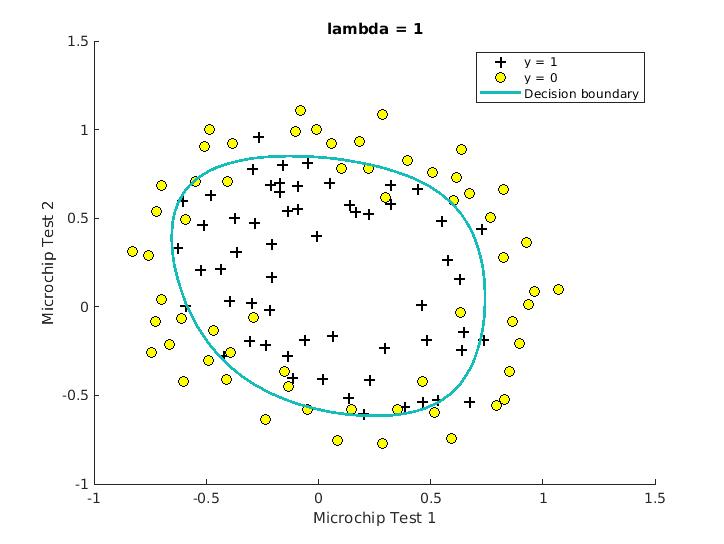 lambda = 1
y = 1
y = 0
Decision boundary
1.5
1
0.5
0
-0.5
-1
Microchip Test 2
-1
-0.5
0
0.5
1
1.5
Microchip Test 1